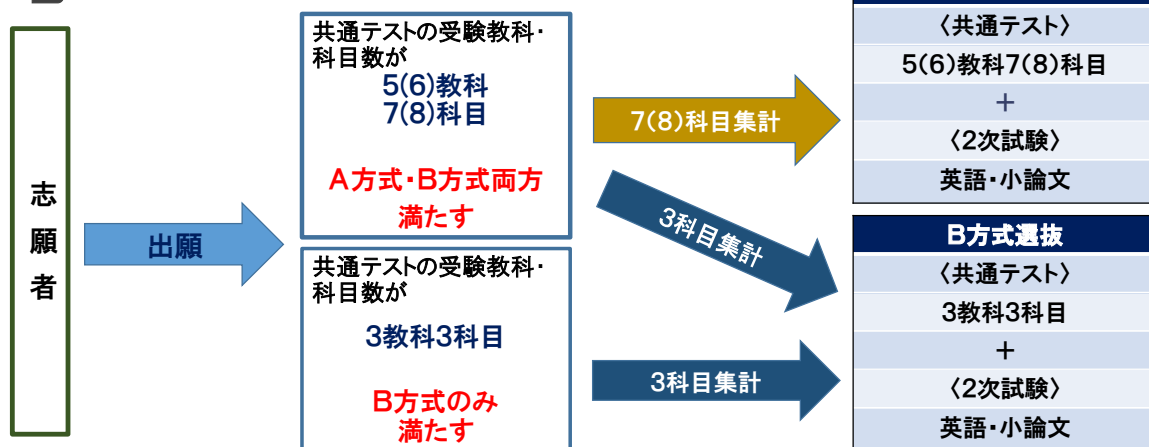 志
願
者
出願
共通テストの受験教科・
科目数が
5(6)教科
7(8)科目
A方式・B方式両方
満たす
共通テストの受験教科・
科目数が
3教科3科目
B方式のみ
満たす
7(8)科目集計
3科目集計
3科目集計
〈共通テスト〉
5(6)教科7(8)科目
＋
〈2次試験〉
英語・小論文
B方式選抜
〈共通テスト〉
3教科3科目
＋
〈2次試験〉
英語・小論文